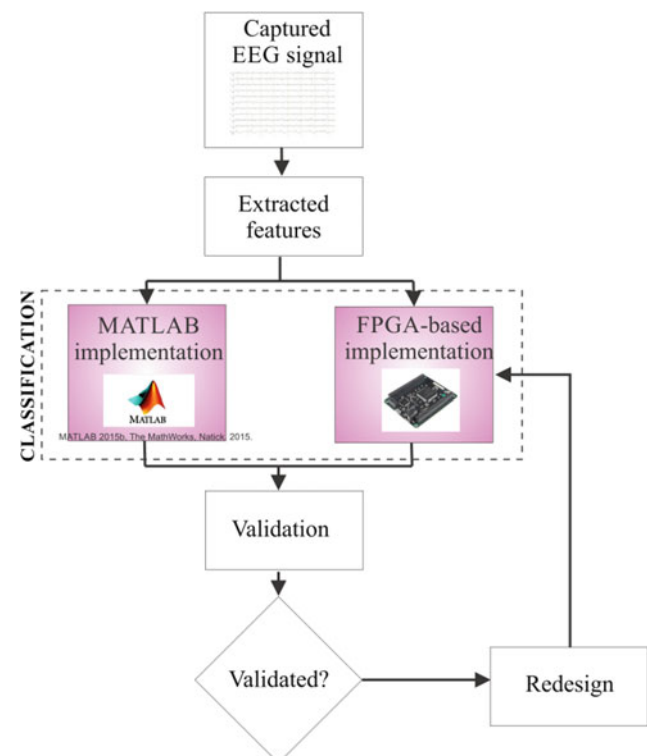 Captured
EEG signal
Extracted
features
CLASSIFICATION
MATLAB
implementation
MATLAB
MATLAB 2015b, The MathWorks, Natick, 2015.
FPGA-based
implementation
Validation
Validated?
Redesign